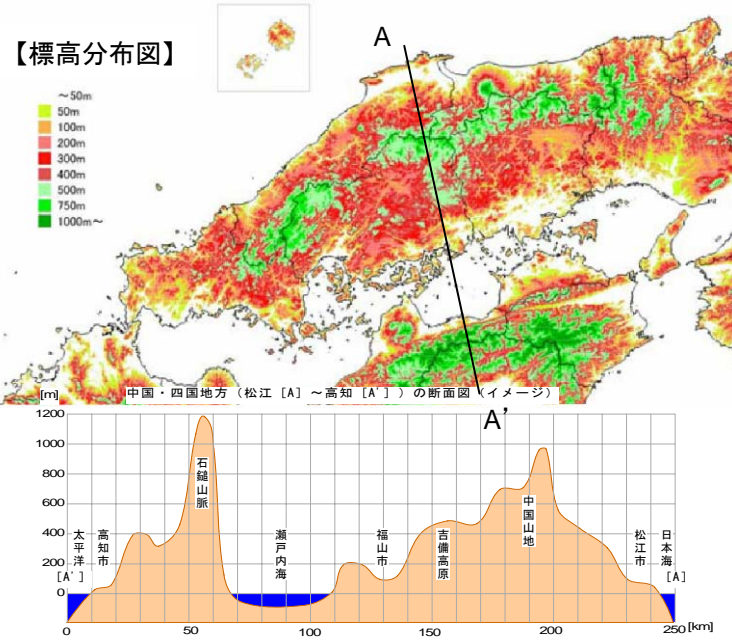 【標高分布図】
A
～50m
50m
100m
200m
300m
400m
500m
750m
1000m～
中国・四国地方（松江［A］～高知［A'］）の断面図（イメージ）
A'
[m]
1200
1000
800
600
400
200
0
太平洋
[A']
高知市
石鎚山脈
瀬戸内海
福山市
吉備高原
中国山地
松江市
日本海
[A]
0
50
100
150
200
250 [km]